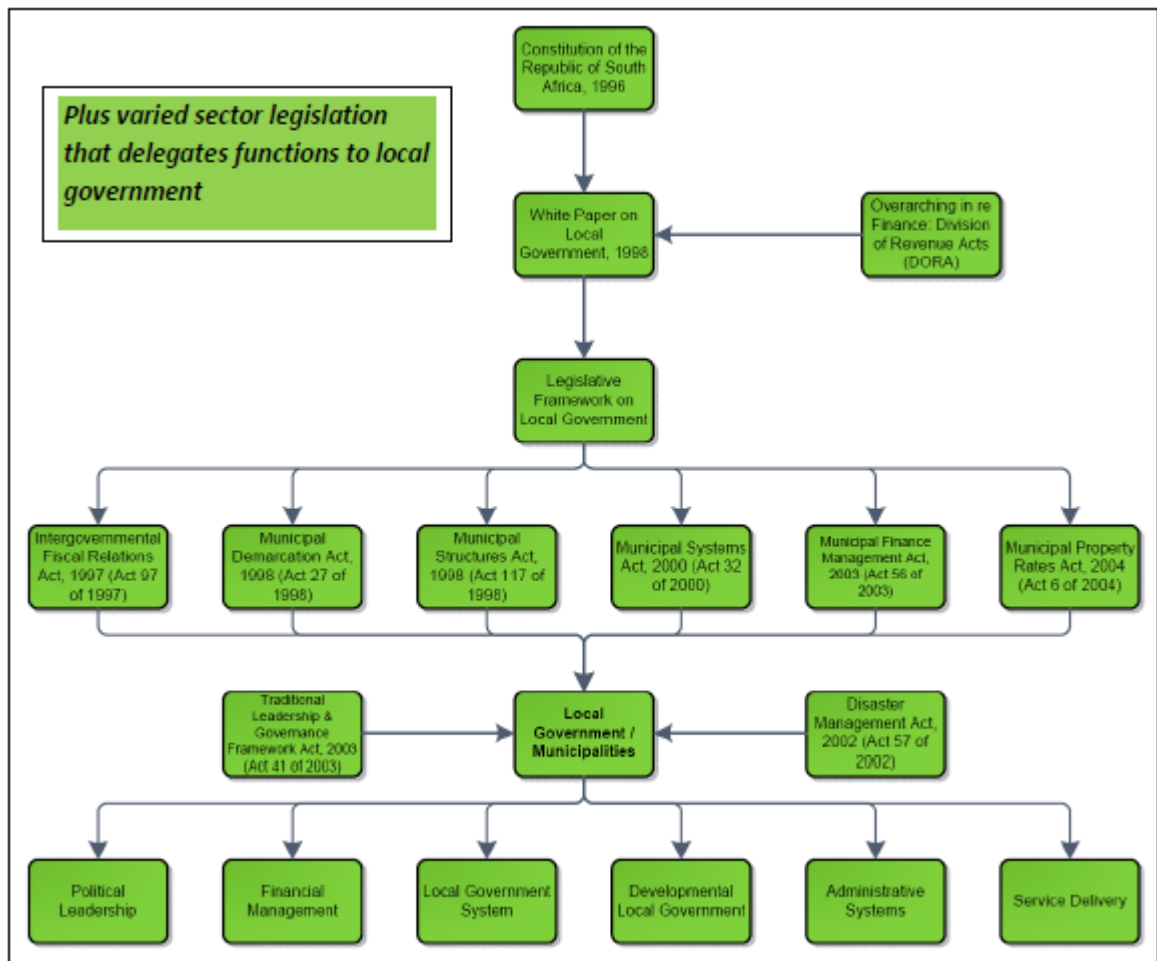 Constitution of the
Republic of South
Africa, 1996
Plus varied sector legislation
that delegates functions to local
government
White Paper on
Local
Government, 1998
Overarching in re
Finance: Division
of Revenue Acts
(DORA)
Legislative
Framework on
Local Government
Intergovernmental
Fiscal Relations
Act, 1997 (Act 97
of 1997)
Municipal
Demarcation Act,
1998 (Act 27 of
1998)
Municipal
Structures Act,
1998 (Act 117 of
1998)
Municipal Systems
Act, 2000 (Act 32
of 2000)
Municipal Finance
Management Act,
2003 (Act 56 of
2003)
Municipal Property
Rates Act, 2004
(Act 6 of 2004)
Traditional
Leadership &
Governance
Framework Act, 2003
(Act 41 of 2003)
Local
Government /
Municipalities
Disaster
Management Act,
2002 (Act 57 of
2002)
Political
Leadership
Financial
Management
Local Government
System
Developmental
Local Government
Administrative
Systems
Service Delivery